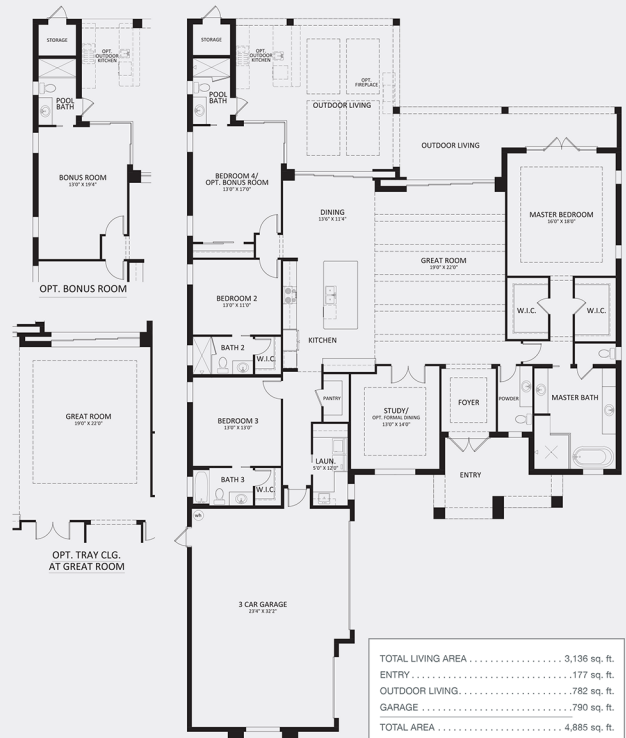 STORAGE
OPT.
OUTDOOR
KITCHEN
POOL
BATH
BONUS ROOM
13'0" X 19'4"
OPT. BONUS ROOM
GREAT ROOM
19'0" X 22'0"
OPT. TRAY CLG.
AT GREAT ROOM
STORAGE
OPT.
OUTDOOR
KITCHEN
OPT.
FIREPLACE
POOL
BATH
OUTDOOR LIVING
OUTDOOR LIVING
BEDROOM 4/
OPT. BONUS ROOM
13'0" X 17'0"
DINING
13'6" X 11'4"
MASTER BEDROOM
16'0" X 18'0"
GREAT ROOM
19'0" X 22'0"
BEDROOM 2
13'0" X 11'0"
W.I.C.
W.I.C.
KITCHEN
BATH 2
W.I.C.
PANTRY
STUDY/
OPT. FORMAL DINING
13'0" X 14'0"
FOYER
POWDER
MASTER BATH
BEDROOM 3
13'0" X 13'0"
LAUN.
5'0" X 12'0"
ENTRY
BATH 3
W.I.C.
WH
3 CAR GARAGE
23'4" X 32'2"
TOTAL LIVING AREA . . . . . . . . . . . . . . . . . . 3,136 sq. ft.
ENTRY . . . . . . . . . . . . . . . . . . . . . . . . . . . . . 177 sq. ft.
OUTDOOR LIVING. . . . . . . . . . . . . . . . . . . . 782 sq. ft.
GARAGE . . . . . . . . . . . . . . . . . . . . . . . . . . . 790 sq. ft.
TOTAL AREA . . . . . . . . . . . . . . . . . . . . . . 4,885 sq. ft.